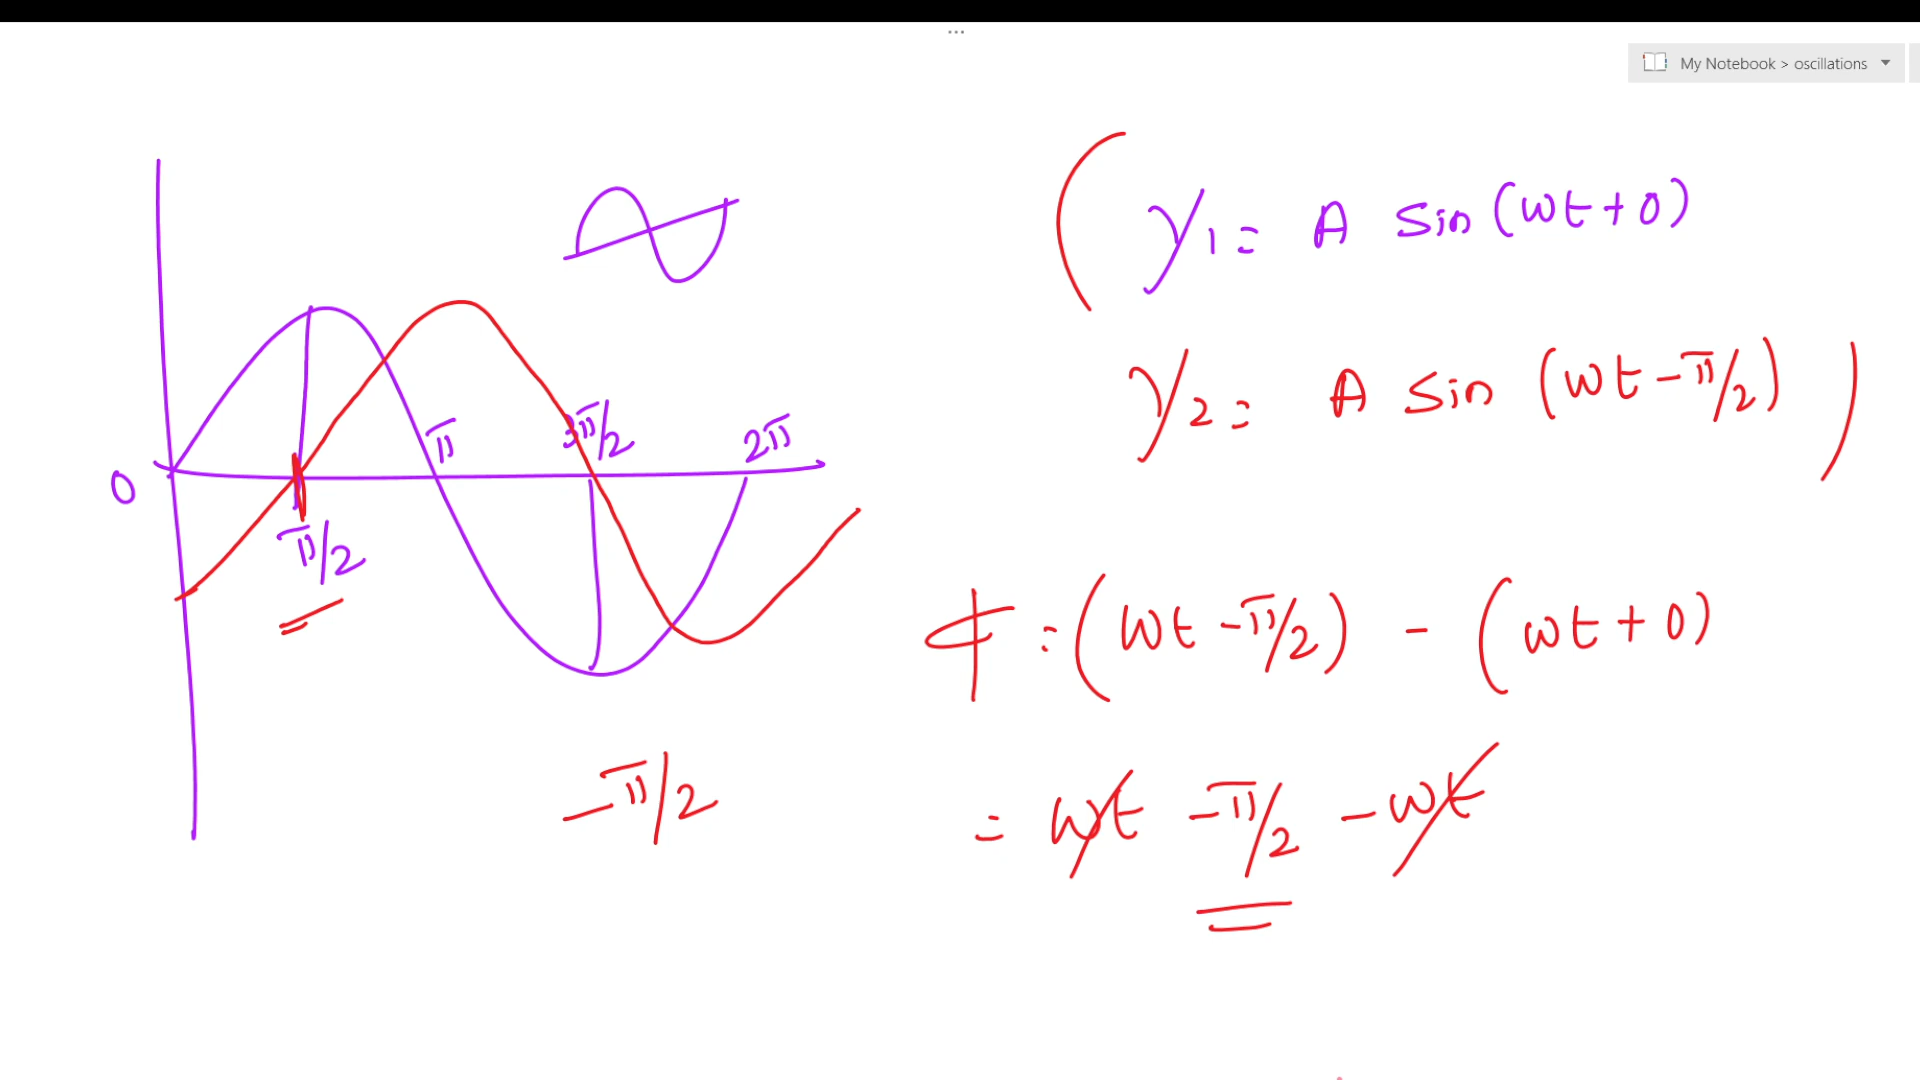 ...
My Notebook > oscillations
y₁ = A sin (ωt + 0)
y₂ = A sin (ωt - π/2)
0
π/2
π
3π/2
2π
ϕ = (ωt - π/2) - (ωt + 0)
= ωt - π/2 - ωt
- π/2